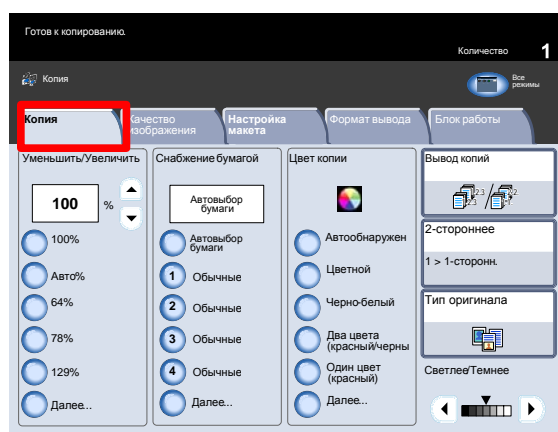 Готов к копированию.
Количество 1
Копия
Все режимы
Копия
Качество изображения
Настройка макета
Формат вывода
Блок работы
Уменьшить/Увеличить
100 %
100%
Авто%
64%
78%
129%
Далее...
Снабжение бумагой
Автовыбор
бумаги
Автовыбор
бумаги
1 Обычные
2 Обычные
3 Обычные
4 Обычные
Далее...
Цвет копии
Автообнаружен
Цветной
Черно-белый
Два цвета
(красный/черны
Один цвет
(красный)
Далее...
Вывод копий
2-стороннее
1 > 1-сторонн.
Тип оригинала
Светлее/Темнее